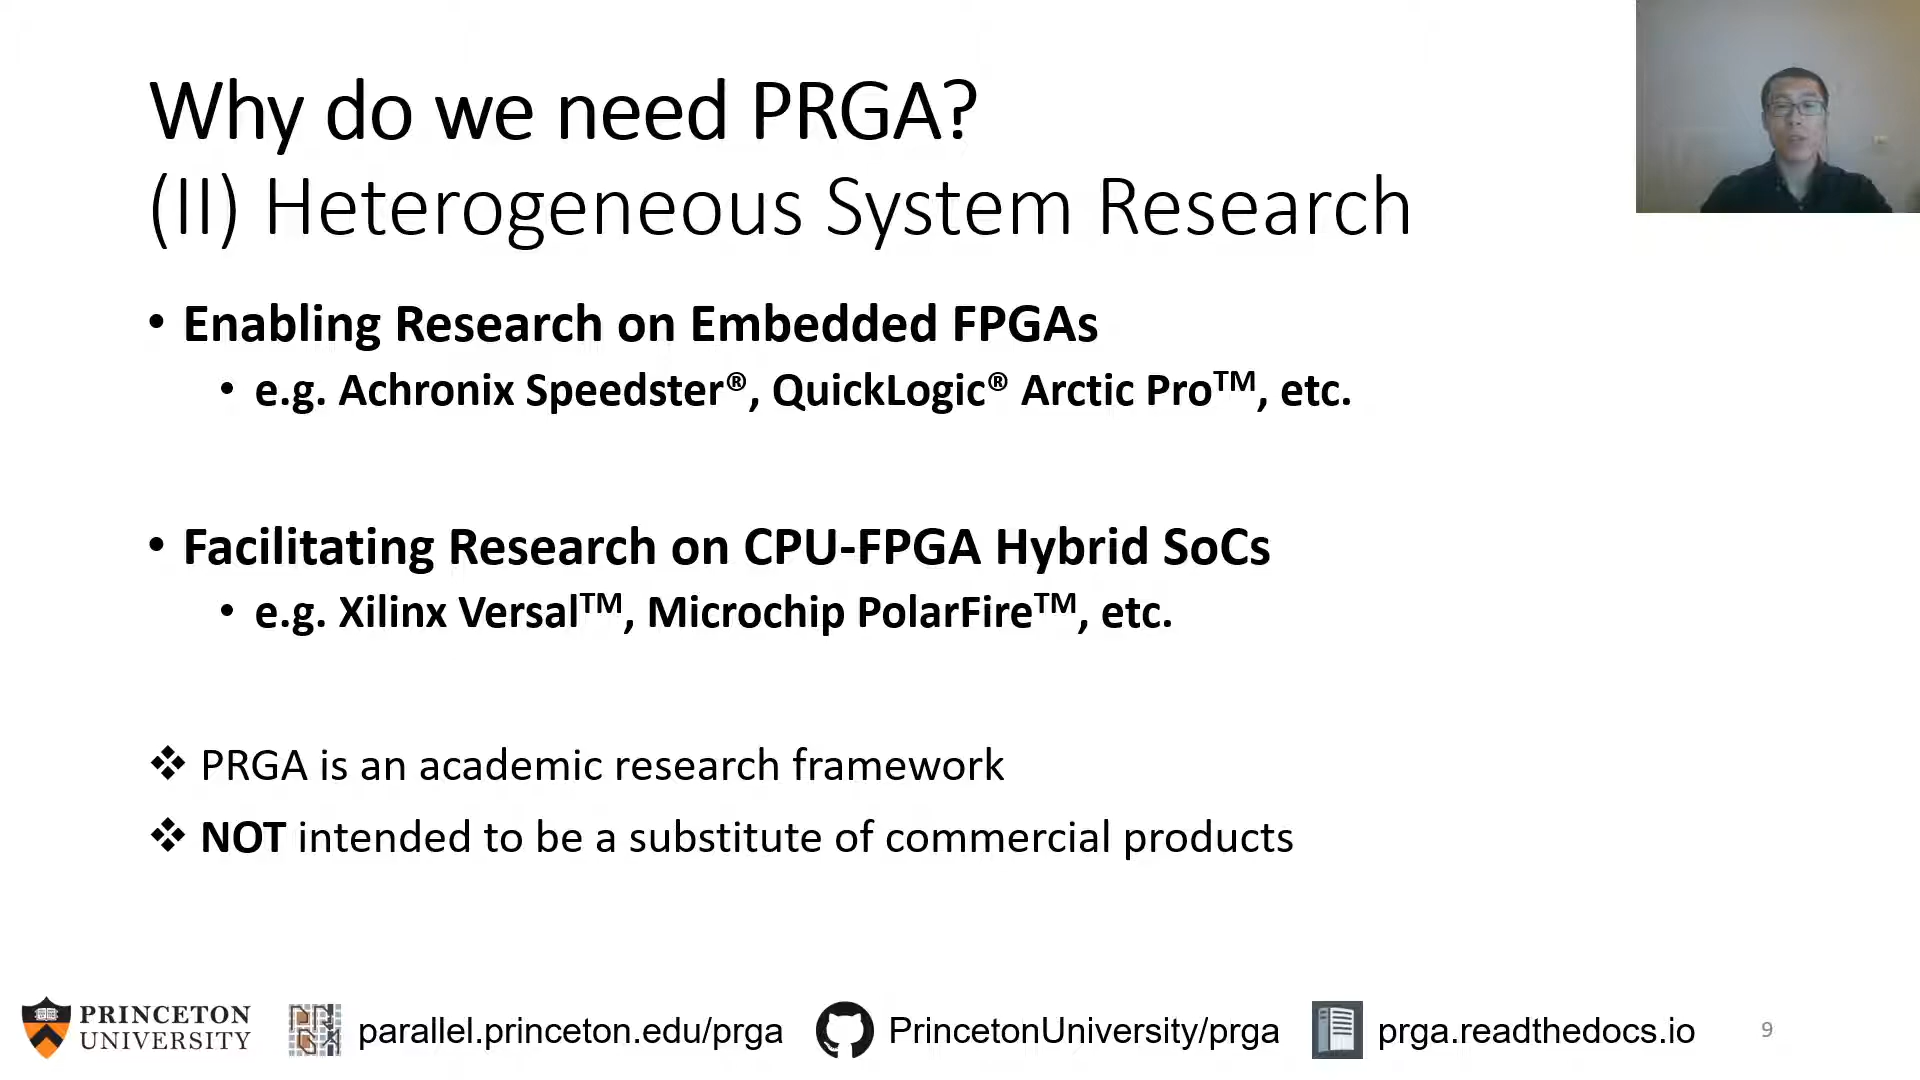 Why do we need PRGA?
(II) Heterogeneous System Research
• Enabling Research on Embedded FPGAs
• e.g. Achronix Speedster®, QuickLogic® Arctic Pro™, etc.
• Facilitating Research on CPU-FPGA Hybrid SoCs
• e.g. Xilinx Versal™, Microchip PolarFire™, etc.
❖ PRGA is an academic research framework
❖ NOT intended to be a substitute of commercial products
PRINCETON
UNIVERSITY
parallel.princeton.edu/prga
PrincetonUniversity/prga
prga.readthedocs.io
9